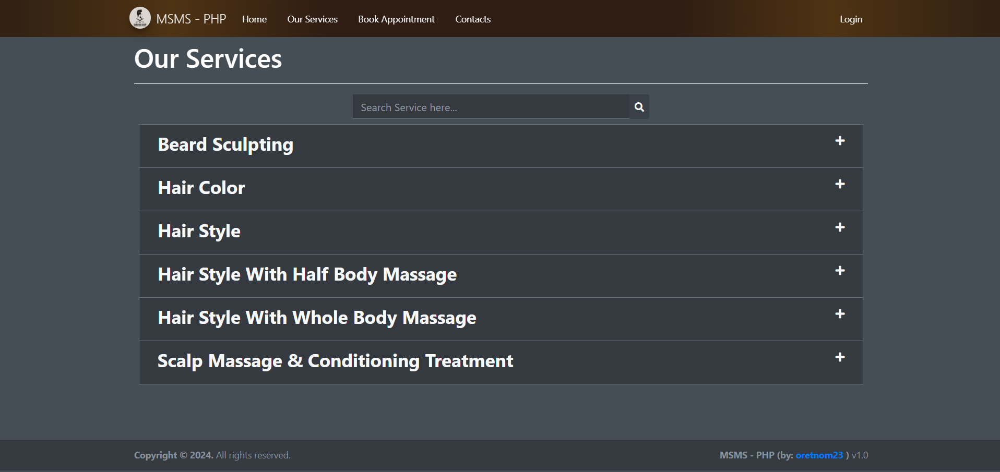 MSMS - PHP Home Our Services Book Appointment Contacts Login
Our Services
Search Service here...
Beard Sculpting
Hair Color
Hair Style
Hair Style With Half Body Massage
Hair Style With Whole Body Massage
Scalp Massage & Conditioning Treatment
Copyright © 2024. All rights reserved. MSMS - PHP (by: oretnom23 ) v1.0